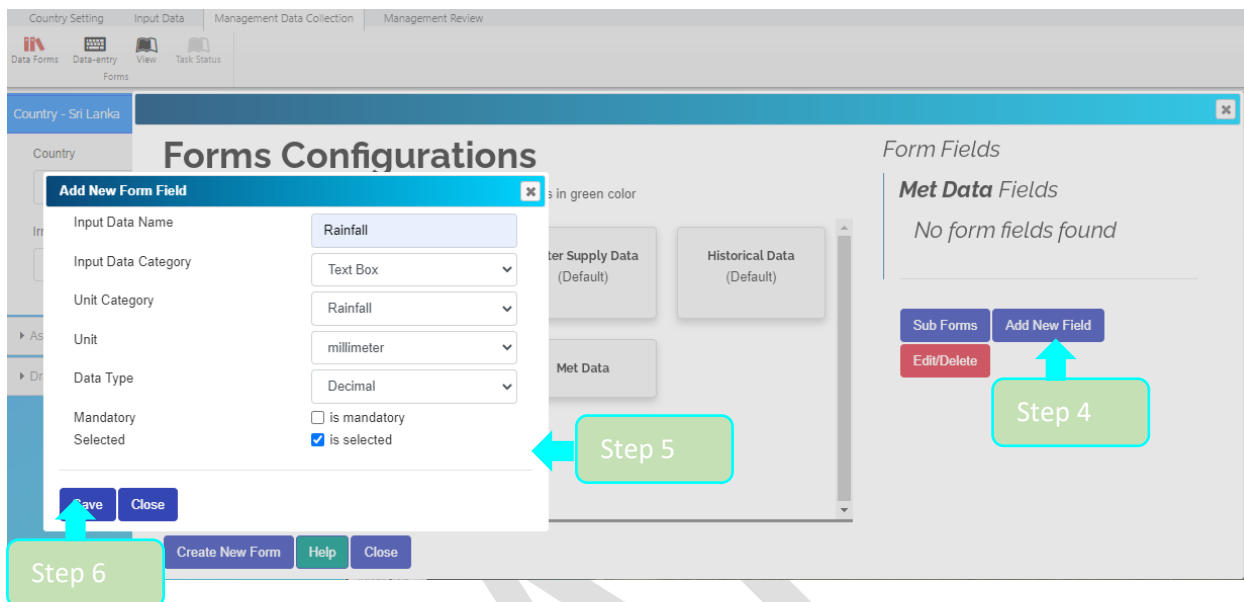 Country Setting Input Data Management Data Collection Management Review
Data Forms Data-entry View Task Status
Forms
Country - Sri Lanka
Country
Forms Configurations
s in green color
Add New Form Field
Input Data Name Rainfall
Input Data Category Text Box
Unit Category Rainfall
Unit millimeter
Data Type Decimal
Mandatory is mandatory
Selected is selected
Save Close
ter Supply Data
(Default)
Historical Data
(Default)
Met Data
Form Fields
Met Data Fields
No form fields found
Sub Forms Add New Field
Edit/Delete
Step 4
Step 5
Step 6
Create New Form Help Close